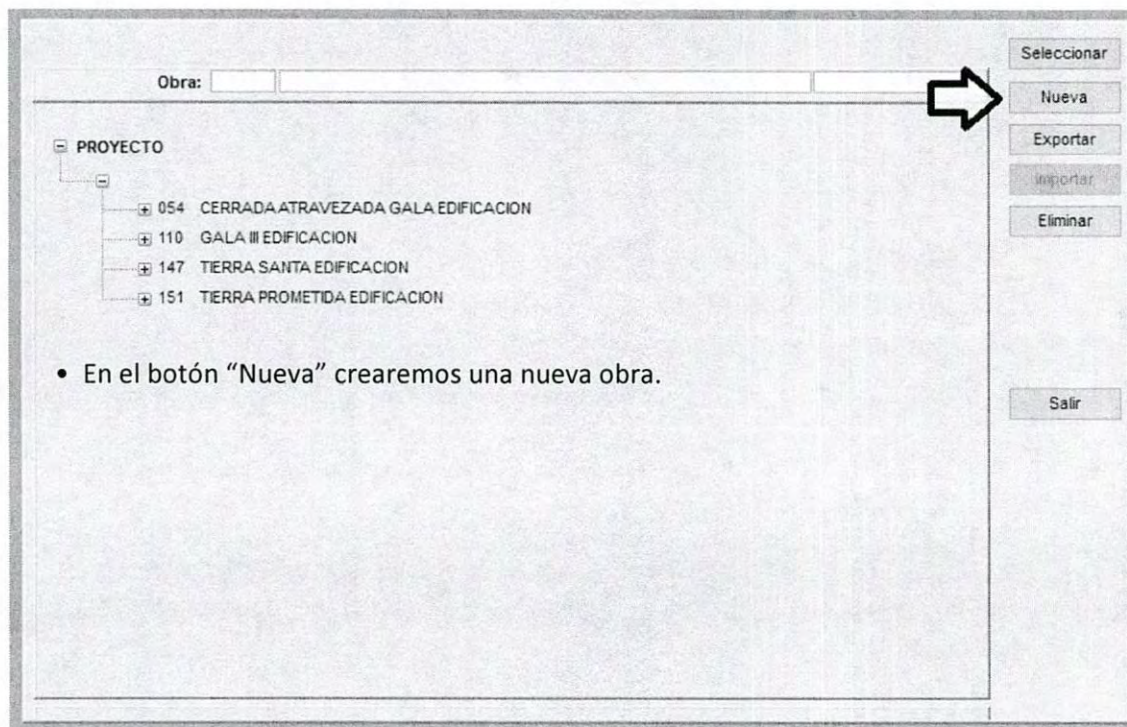 Seleccionar
Obra:
Nueva
Exportar
PROYECTO
Importar
054 CERRADA ATRAVEZADA GALA EDIFICACION
Eliminar
110 GALA III EDIFICACION
147 TIERRA SANTA EDIFICACION
151 TIERRA PROMETIDA EDIFICACION
• En el botón “Nueva” crearemos una nueva obra.
Salir